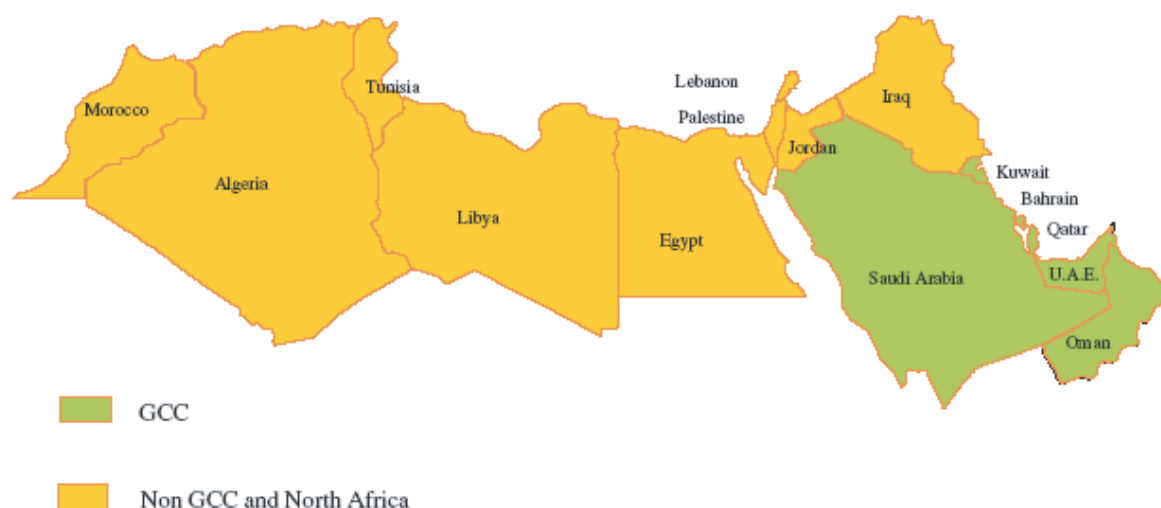 Lebanon
Iraq
Tunisia
Morocco
Palestine
Jordan
Kuwait
Algeria
Bahrain
Libya
Qatar
Egypt
Saudi Arabia
U.A.E.
Oman
GCC
Non GCC and North Africa